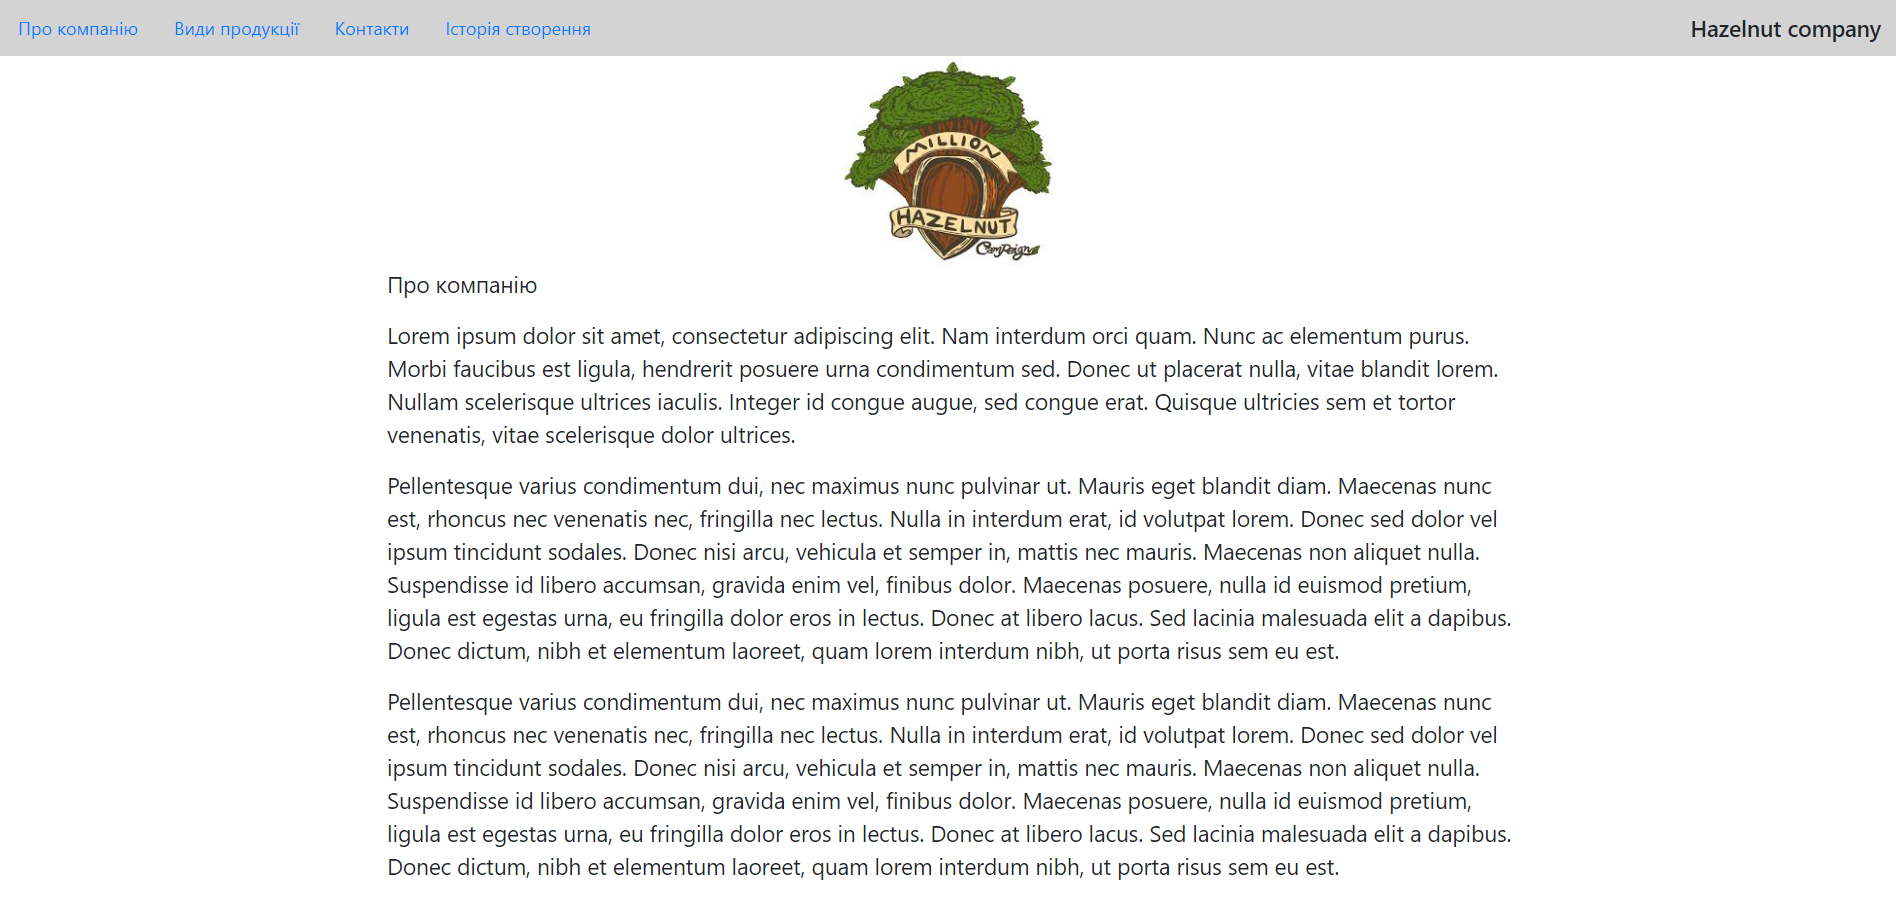 Про компанію Види продукції Контакти Історія створення Hazelnut company
MILLION
HAZELNUT
Campaign
Про компанію
Lorem ipsum dolor sit amet, consectetur adipiscing elit. Nam interdum orci quam. Nunc ac elementum purus.
Morbi faucibus est ligula, hendrerit posuere urna condimentum sed. Donec ut placerat nulla, vitae blandit lorem.
Nullam scelerisque ultrices iaculis. Integer id congue augue, sed congue erat. Quisque ultricies sem et tortor
venenatis, vitae scelerisque dolor ultrices.
Pellentesque varius condimentum dui, nec maximus nunc pulvinar ut. Mauris eget blandit diam. Maecenas nunc
est, rhoncus nec venenatis nec, fringilla nec lectus. Nulla in interdum erat, id volutpat lorem. Donec sed dolor vel
ipsum tincidunt sodales. Donec nisi arcu, vehicula et semper in, mattis nec mauris. Maecenas non aliquet nulla.
Suspendisse id libero accumsan, gravida enim vel, finibus dolor. Maecenas posuere, nulla id euismod pretium,
ligula est egestas urna, eu fringilla dolor eros in lectus. Donec at libero lacus. Sed lacinia malesuada elit a dapibus.
Donec dictum, nibh et elementum laoreet, quam lorem interdum nibh, ut porta risus sem eu est.
Pellentesque varius condimentum dui, nec maximus nunc pulvinar ut. Mauris eget blandit diam. Maecenas nunc
est, rhoncus nec venenatis nec, fringilla nec lectus. Nulla in interdum erat, id volutpat lorem. Donec sed dolor vel
ipsum tincidunt sodales. Donec nisi arcu, vehicula et semper in, mattis nec mauris. Maecenas non aliquet nulla.
Suspendisse id libero accumsan, gravida enim vel, finibus dolor. Maecenas posuere, nulla id euismod pretium,
ligula est egestas urna, eu fringilla dolor eros in lectus. Donec at libero lacus. Sed lacinia malesuada elit a dapibus.
Donec dictum, nibh et elementum laoreet, quam lorem interdum nibh, ut porta risus sem eu est.